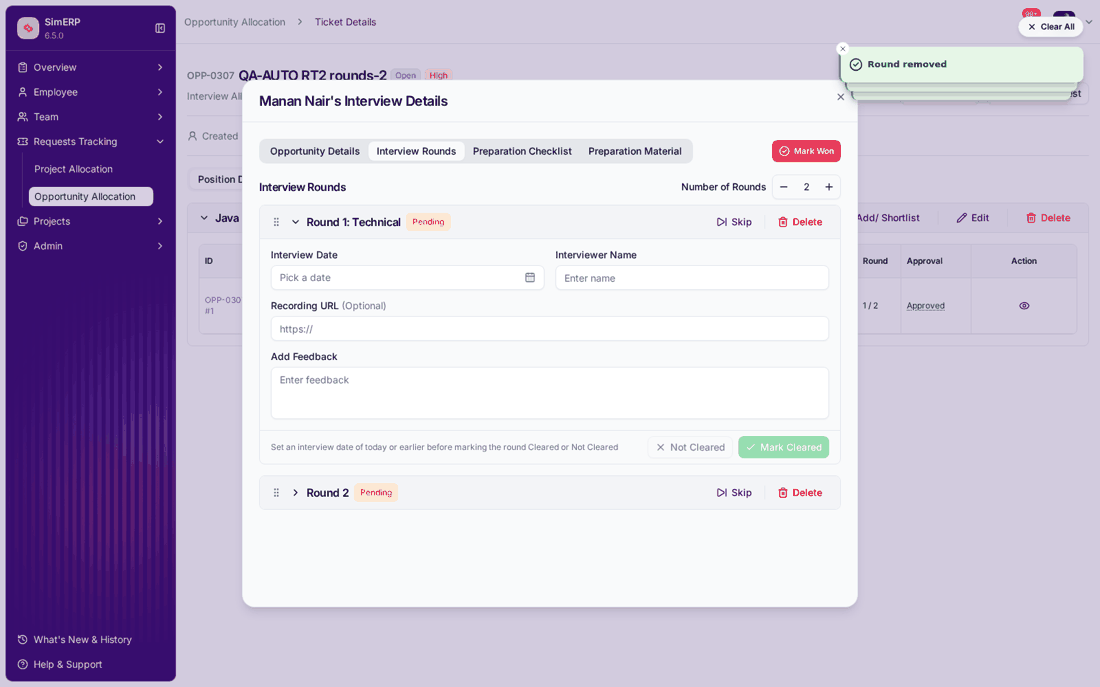 SimERP
6.5.0
Overview
Employee
Team
Requests Tracking
Project Allocation
Opportunity Allocation
Projects
Admin
What's New & History
Help & Support
Opportunity Allocation > Ticket Details
Clear All
Round removed
OPP-0307 QA-AUTO RT2 rounds-2 Open High
Interview
Created
Position
Java
Add/ Shortlist Edit Delete
ID Round Approval Action
#1 1 / 2 Approved
Manan Nair's Interview Details
Opportunity Details Interview Rounds Preparation Checklist Preparation Material Mark Won
Interview Rounds Number of Rounds 2
Round 1: Technical Pending Skip Delete
Interview Date Interviewer Name
Pick a date Enter name
Recording URL (Optional)
https://
Add Feedback
Enter feedback
Set an interview date of today or earlier before marking the round Cleared or Not Cleared Not Cleared Mark Cleared
Round 2 Pending Skip Delete